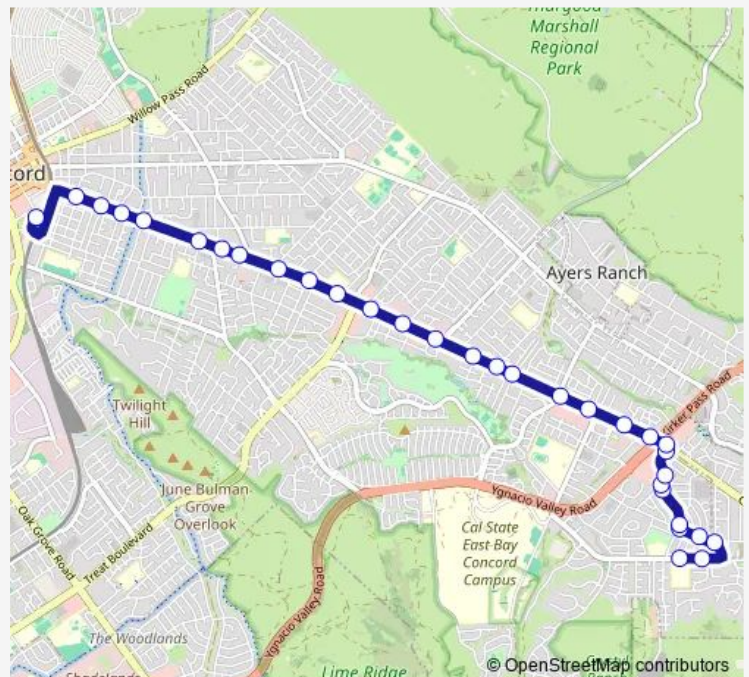 Thurgood
Marshall
Regional
Park
Willow Pass Road
cord
Ayers Ranch
Kirker Pass Road
Twilight
Hill
June Bulman
Grove
Overlook
Ygnacio Valley Road
Oak Grove Road
Treat Boulevard
Cal State
East Bay
Concord
Campus
Ygnacio Valley Road
The Woodlands
Shadelands
Lime Ridge
© OpenStreetMap contributors